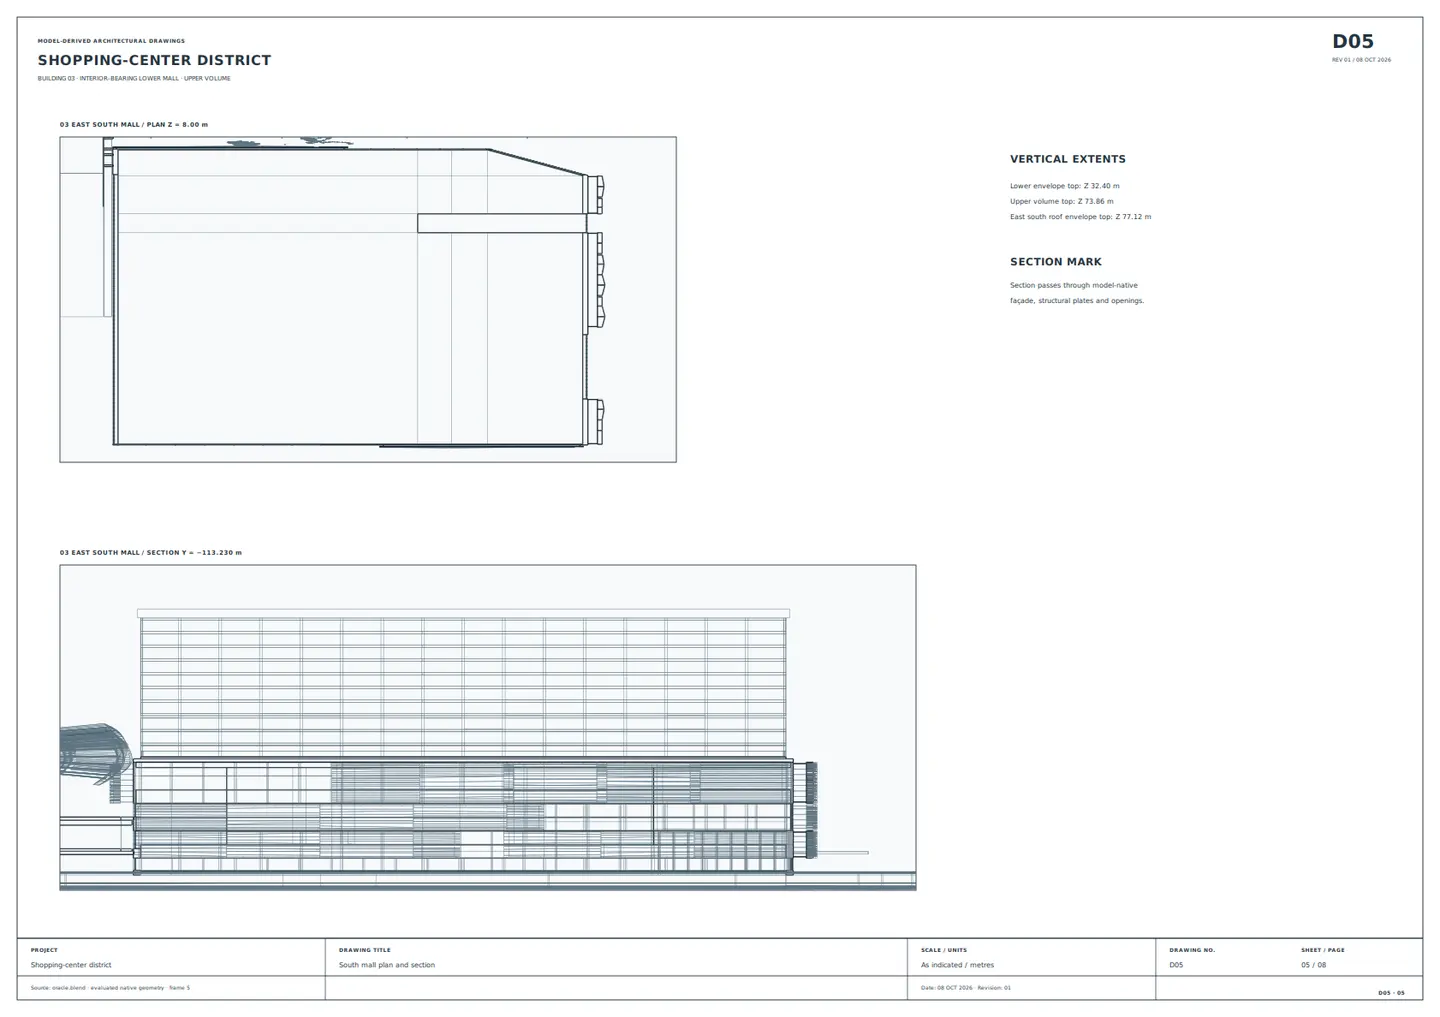 MODEL-DERIVED ARCHITECTURAL DRAWINGS
SHOPPING-CENTER DISTRICT
BUILDING 03 · INTERIOR-BEARING LOWER MALL · UPPER VOLUME
D05
REV 01 / 08 OCT 2026
03 EAST SOUTH MALL / PLAN Z = 8.00 m
VERTICAL EXTENTS
Lower envelope top: Z 32.40 m
Upper volume top: Z 73.86 m
East south roof envelope top: Z 77.12 m
SECTION MARK
Section passes through model-native
façade, structural plates and openings.
03 EAST SOUTH MALL / SECTION Y = −113.230 m
PROJECT
Shopping-center district
Source: oracle.blend · evaluated native geometry · frame 5
DRAWING TITLE
South mall plan and section
SCALE / UNITS
As indicated / metres
Date: 08 OCT 2026 · Revision: 01
DRAWING NO.
D05
SHEET / PAGE
05 / 08
D05 - 05